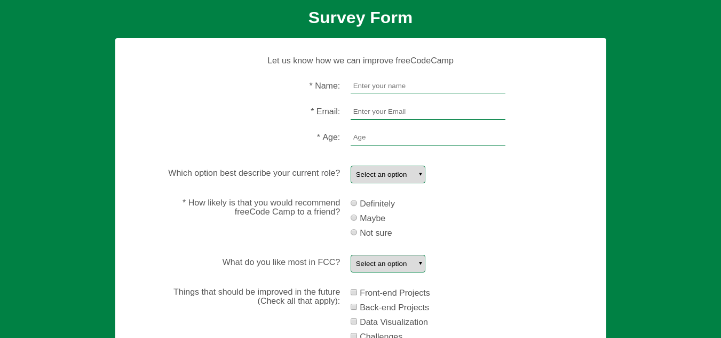 Survey Form
Let us know how we can improve freeCodeCamp
* Name: Enter your name
* Email: Enter your Email
* Age: Age
Which option best describe your current role? Select an option
* How likely is that you would recommend
freeCode Camp to a friend?
Definitely
Maybe
Not sure
What do you like most in FCC? Select an option
Things that should be improved in the future
(Check all that apply):
Front-end Projects
Back-end Projects
Data Visualization
Challenges